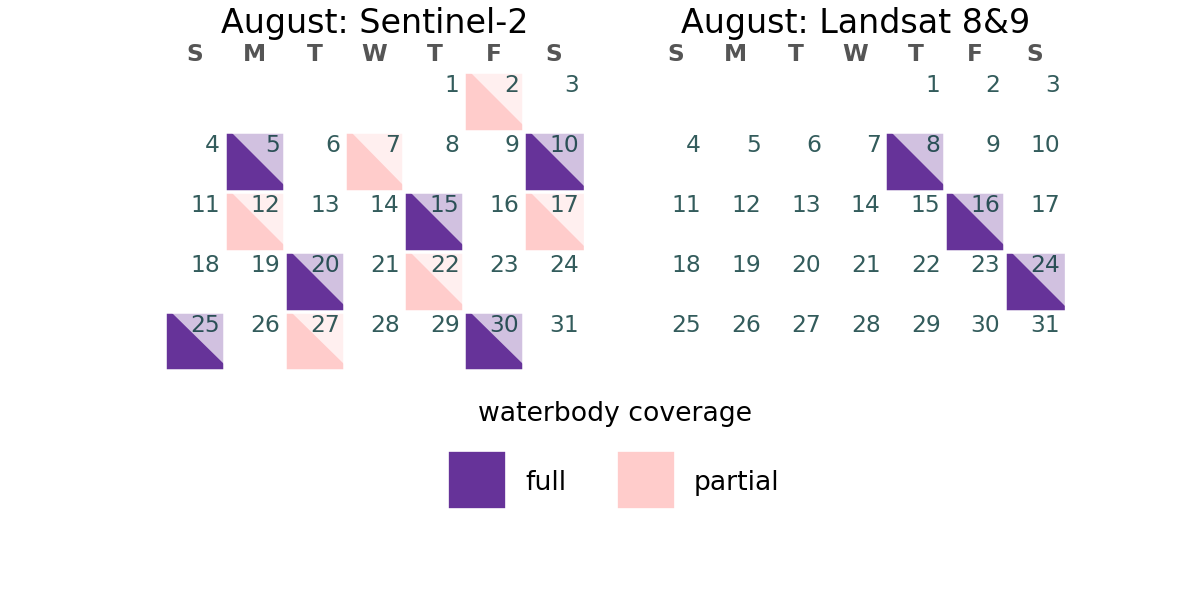 August: Sentinel-2
S M T W T F S
1 2 3
4 5 6 7 8 9 10
11 12 13 14 15 16 17
18 19 20 21 22 23 24
25 26 27 28 29 30 31
August: Landsat 8&9
S M T W T F S
1 2 3
4 5 6 7 8 9 10
11 12 13 14 15 16 17
18 19 20 21 22 23 24
25 26 27 28 29 30 31
waterbody coverage
full partial